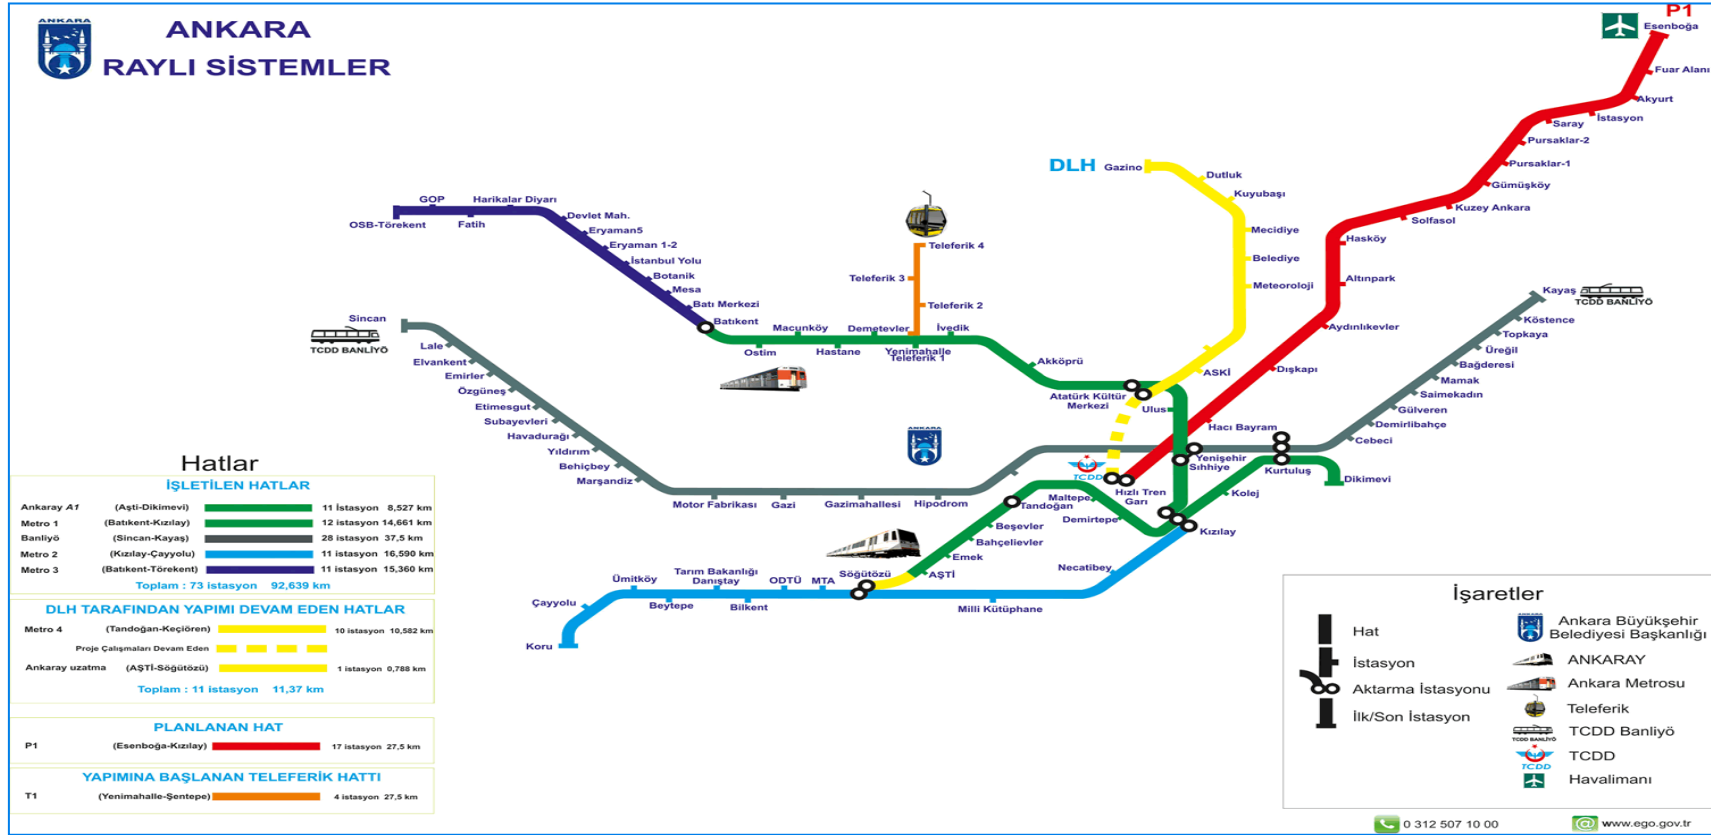 ANKARA
ANKARA
RAYLI SİSTEMLER
P1
Esenboğa
Fuar Alanı
Akyurt
İstasyon
Saray
Pursaklar-2
Pursaklar-1
Gümüşköy
Kuzey Ankara
Solfasol
Hasköy
Altınpark
Aydınlıkevler
Dışkapı
Hacı Bayram
Hızlı Tren
Garı
DLH
Gazino
Dutluk
Kuyubaşı
Mecidiye
Belediye
Meteoroloji
ASKİ
OSB-Törekent
GOP
Fatih
Harikalar Diyarı
Devlet Mah.
Eryaman5
Eryaman 1-2
İstanbul Yolu
Botanik
Mesa
Batı Merkezi
Batıkent
Ostim
Macunköy
Hastane
Demetevler
Yenimahalle
Teleferik 1
İvedik
Akköprü
Atatürk Kültür
Merkezi
Ulus
Yenişehir
Sıhhiye
Kızılay
Teleferik 4
Teleferik 3
Teleferik 2
Sincan
TCDD BANLİYÖ
Lale
Elvankent
Emirler
Özgüneş
Etimesgut
Subayevleri
Havadurağı
Yıldırım
Behiçbey
Marşandiz
Motor Fabrikası
Gazi
Gazimahallesi
Hipodrom
ANKARA
TCDD
Kurtuluş
Cebeci
Demirlibahçe
Gülveren
Saimekadın
Mamak
Bağderesi
Üreğil
Topkaya
Köstence
Kayaş
TCDD BANLİYÖ
Dikimevi
Kolej
Demirtepe
Maltepe
Tandoğan
Beşevler
Bahçelievler
Emek
AŞTİ
Söğütözü
Necatibey
Milli Kütüphane
MTA
ODTÜ
Bilkent
Tarım Bakanlığı
Danıştay
Beytepe
Ümitköy
Çayyolu
Koru
Hatlar
İŞLETİLEN HATLAR
Ankaray A1 (Aşti-Dikimevi) 11 İstasyon 8,527 km
Metro 1 (Batıkent-Kızılay) 12 istasyon 14,661 km
Banliyö (Sincan-Kayaş) 28 istasyon 37,5 km
Metro 2 (Kızılay-Çayyolu) 11 istasyon 16,590 km
Metro 3 (Batıkent-Törekent) 11 istasyon 15,360 km
Toplam : 73 istasyon 92,639 km
DLH TARAFINDAN YAPIMI DEVAM EDEN HATLAR
Metro 4 (Tandoğan-Keçiören) 10 istasyon 10,582 km
Proje Çalışmaları Devam Eden
Ankaray uzatma (AŞTİ-Söğütözü) 1 istasyon 0,788 km
Toplam : 11 istasyon 11,37 km
PLANLANAN HAT
P1 (Esenboğa-Kızılay) 17 istasyon 27,5 km
YAPIMINA BAŞLANAN TELEFERİK HATTI
T1 (Yenimahalle-Şentepe) 4 istasyon 27,5 km
İşaretler
Hat
İstasyon
Aktarma İstasyonu
İlk/Son İstasyon
Ankara Büyükşehir
Belediyesi Başkanlığı
ANKARAY
Ankara Metrosu
Teleferik
TCDD BANLİYÖ
TCDD Banliyö
TCDD
TCDD
Havalimanı
0 312 507 10 00
www.ego.gov.tr